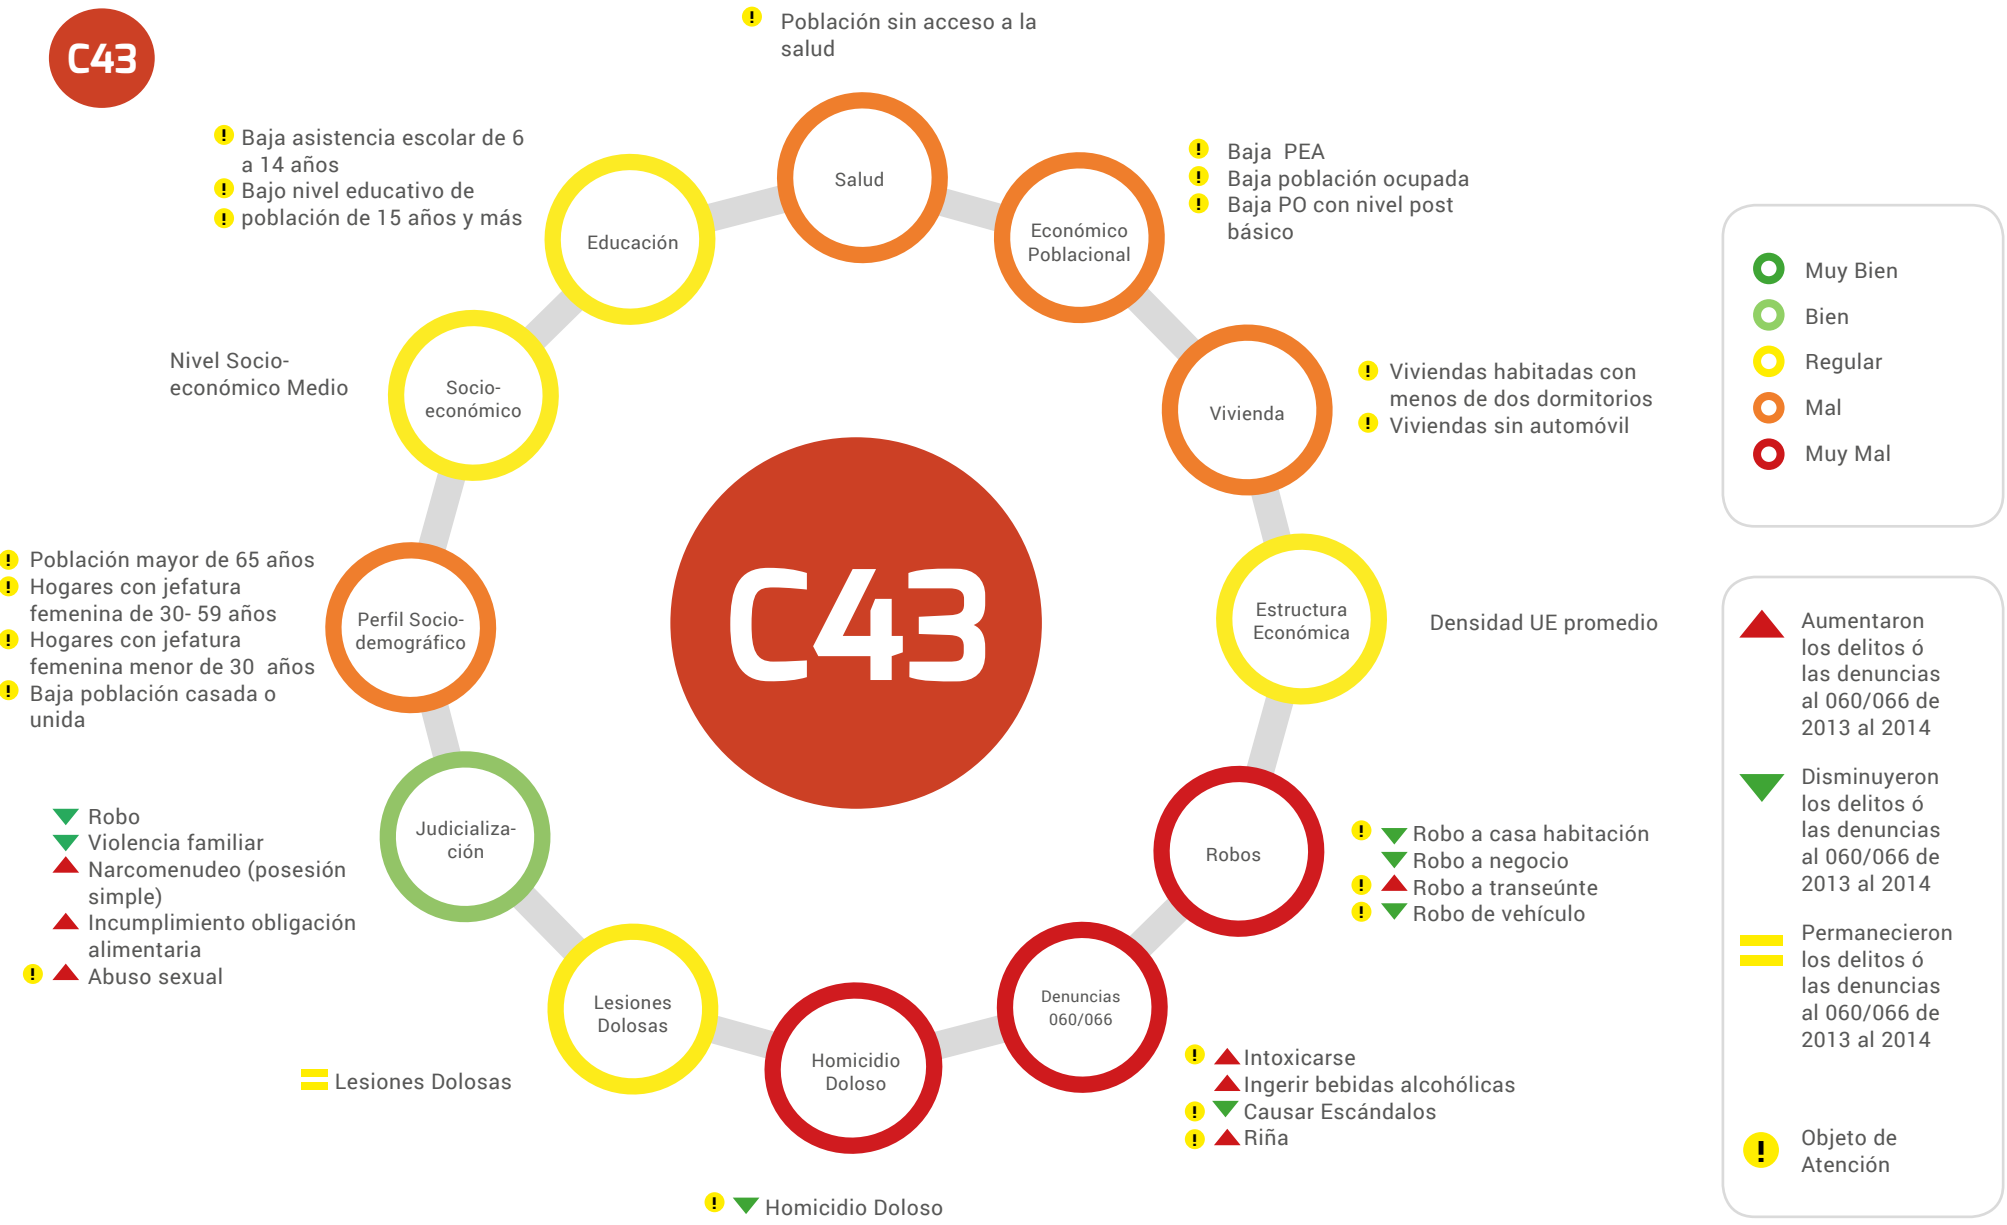 C43
Población sin acceso a la
salud
Baja asistencia escolar de 6
a 14 años
Bajo nivel educativo de
población de 15 años y más
Salud
Baja PEA
Baja población ocupada
Baja PO con nivel post
básico
Educación
Económico
Poblacional
Nivel Socio-
económico Medio
Socio-
económico
Vivienda
Viviendas habitadas con
menos de dos dormitorios
Viviendas sin automóvil
Población mayor de 65 años
Hogares con jefatura
femenina de 30- 59 años
Hogares con jefatura
femenina menor de 30 años
Baja población casada o
unida
Perfil Socio-
demográfico
C43
Estructura
Económica
Densidad UE promedio
Robo
Violencia familiar
Narcomenudeo (posesión
simple)
Incumplimiento obligación
alimentaria
Abuso sexual
Judicializa-
ción
Robos
Robo a casa habitación
Robo a negocio
Robo a transeúnte
Robo de vehículo
Lesiones
Dolosas
Lesiones Dolosas
Homicidio
Doloso
Homicidio Doloso
Denuncias
060/066
Intoxicarse
Ingerir bebidas alcohólicas
Causar Escándalos
Riña
Muy Bien
Bien
Regular
Mal
Muy Mal
Aumentaron
los delitos ó
las denuncias
al 060/066 de
2013 al 2014
Disminuyeron
los delitos ó
las denuncias
al 060/066 de
2013 al 2014
Permanecieron
los delitos ó
las denuncias
al 060/066 de
2013 al 2014
Objeto de
Atención